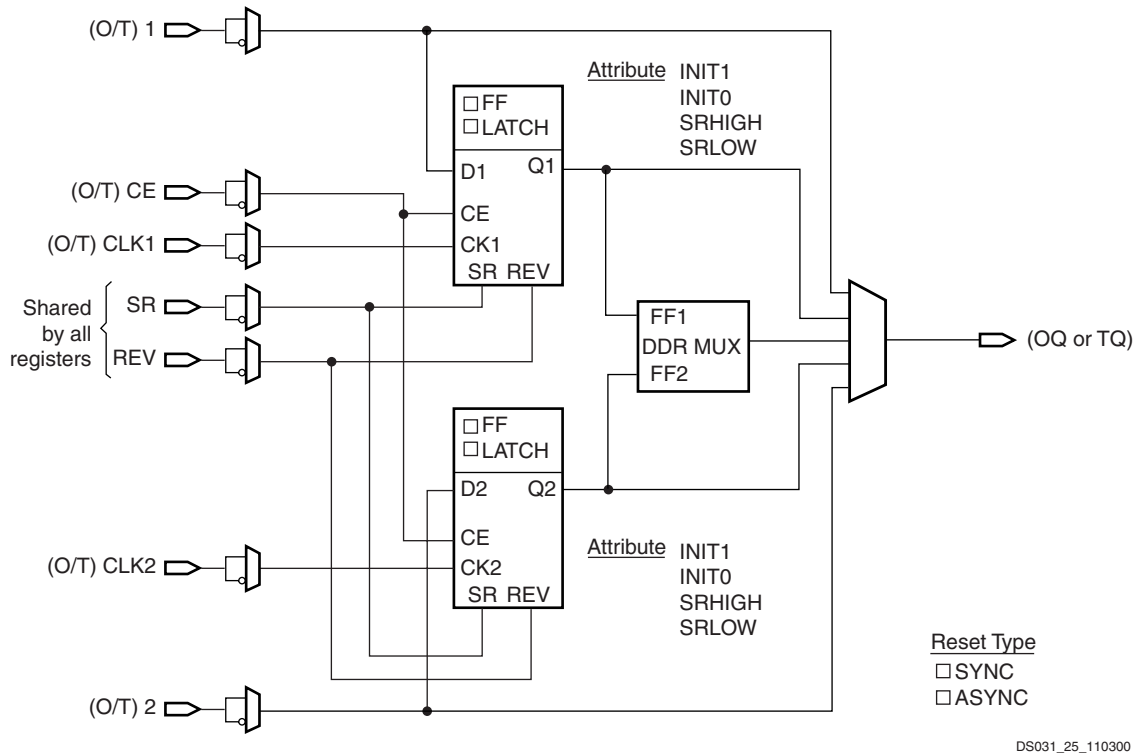 (O/T) 1
Attribute INIT1
INIT0
SRHIGH
SRLOW
FF
LATCH
D1 Q1
(O/T) CE
CE
(O/T) CLK1
CK1
SR REV
Shared
by all
registers
SR
REV
FF1
DDR MUX
FF2
(OQ or TQ)
FF
LATCH
D2 Q2
CE
(O/T) CLK2
CK2
SR REV
Attribute INIT1
INIT0
SRHIGH
SRLOW
(O/T) 2
Reset Type
SYNC
ASYNC
DS031_25_110300